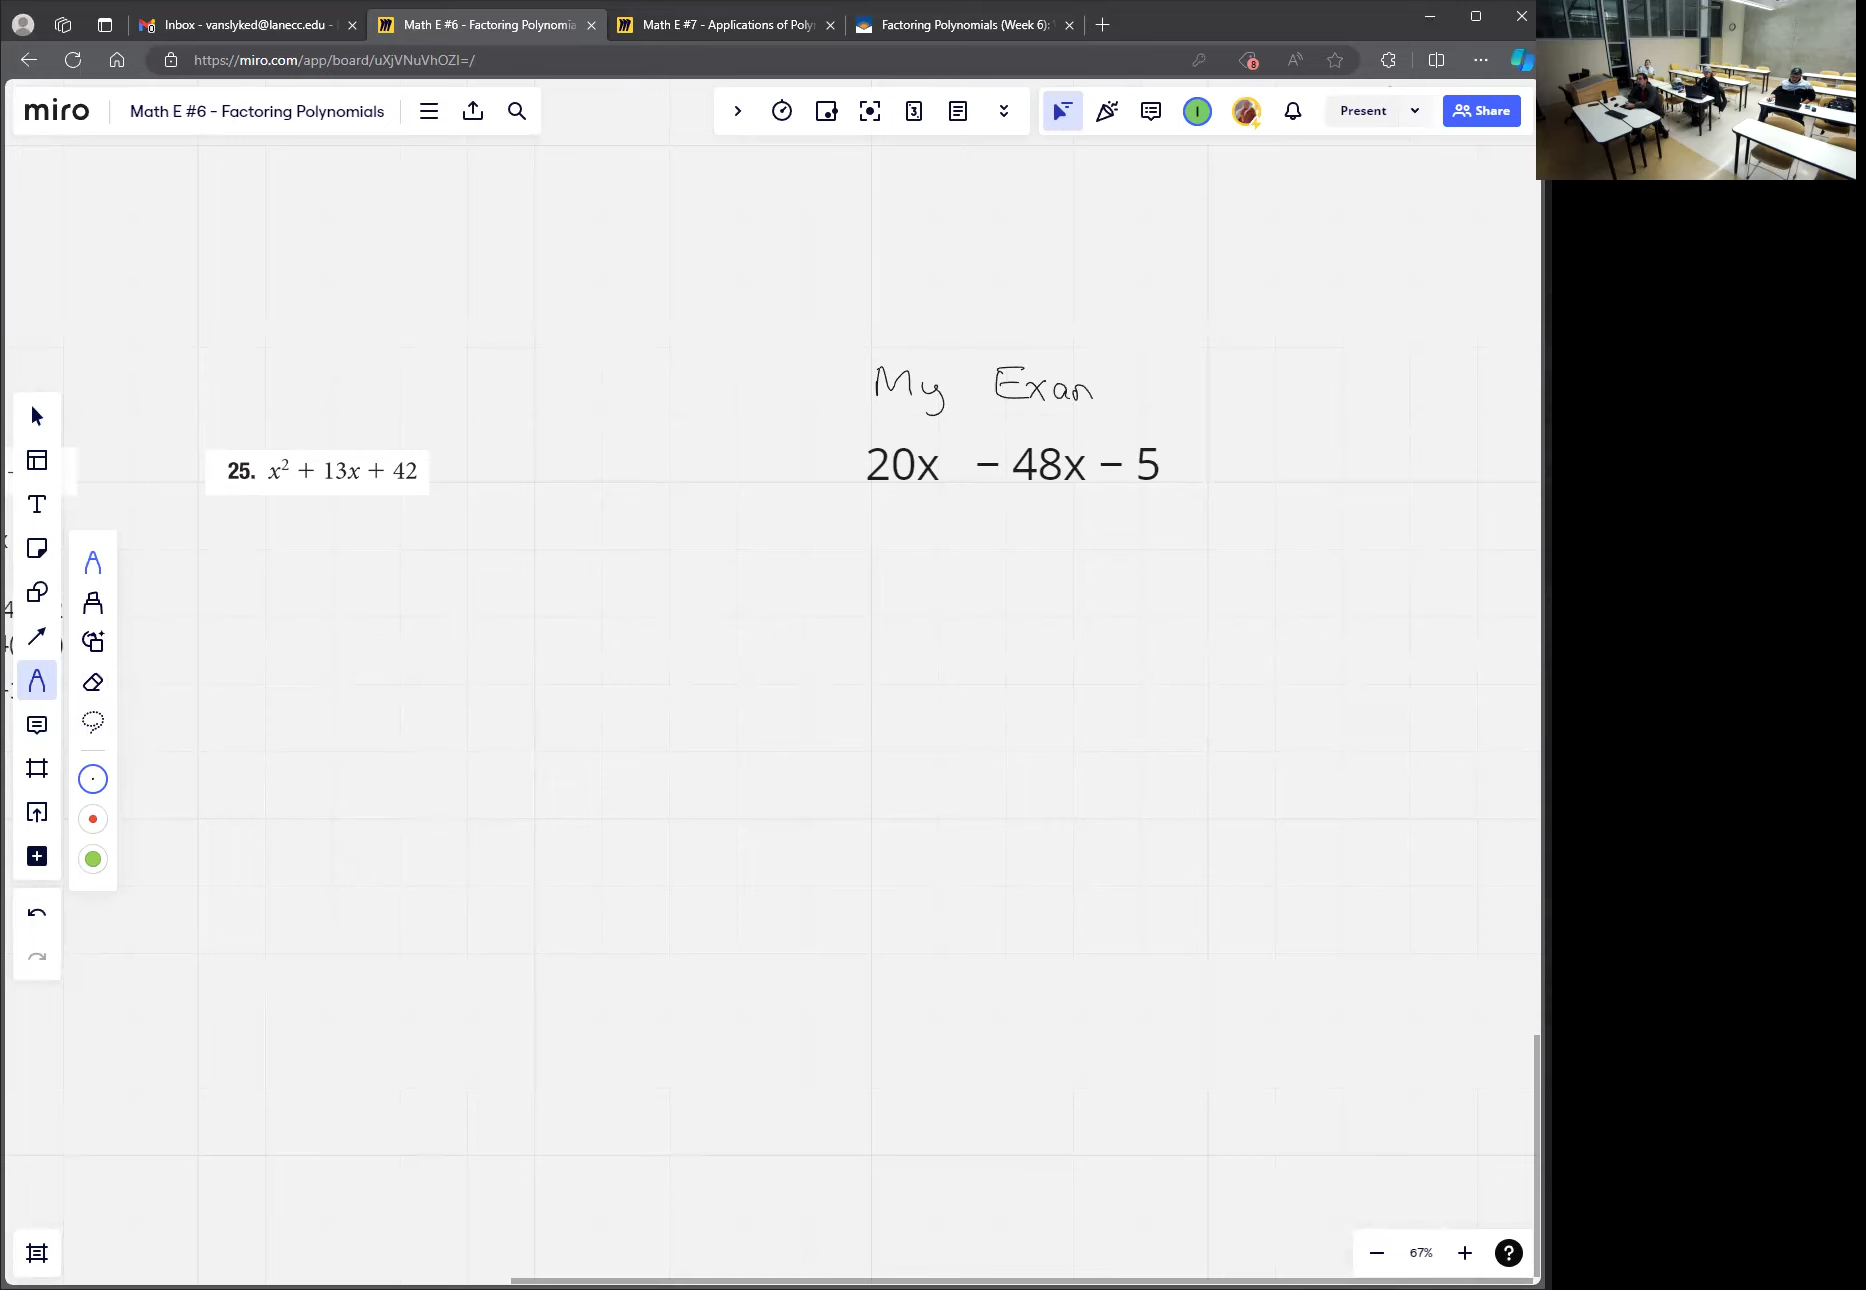 Inbox - vanslyked@lanecc.edu -
Math E #6 - Factoring Polynomia
Math E #7 - Applications of Poly
Factoring Polynomials (Week 6):
https://miro.com/app/board/uXjVNuVhOZI=/
8
miro
Math E #6 - Factoring Polynomials
Present
Share
My Exam
20x − 48x − 5
25. x² + 13x + 42
67%